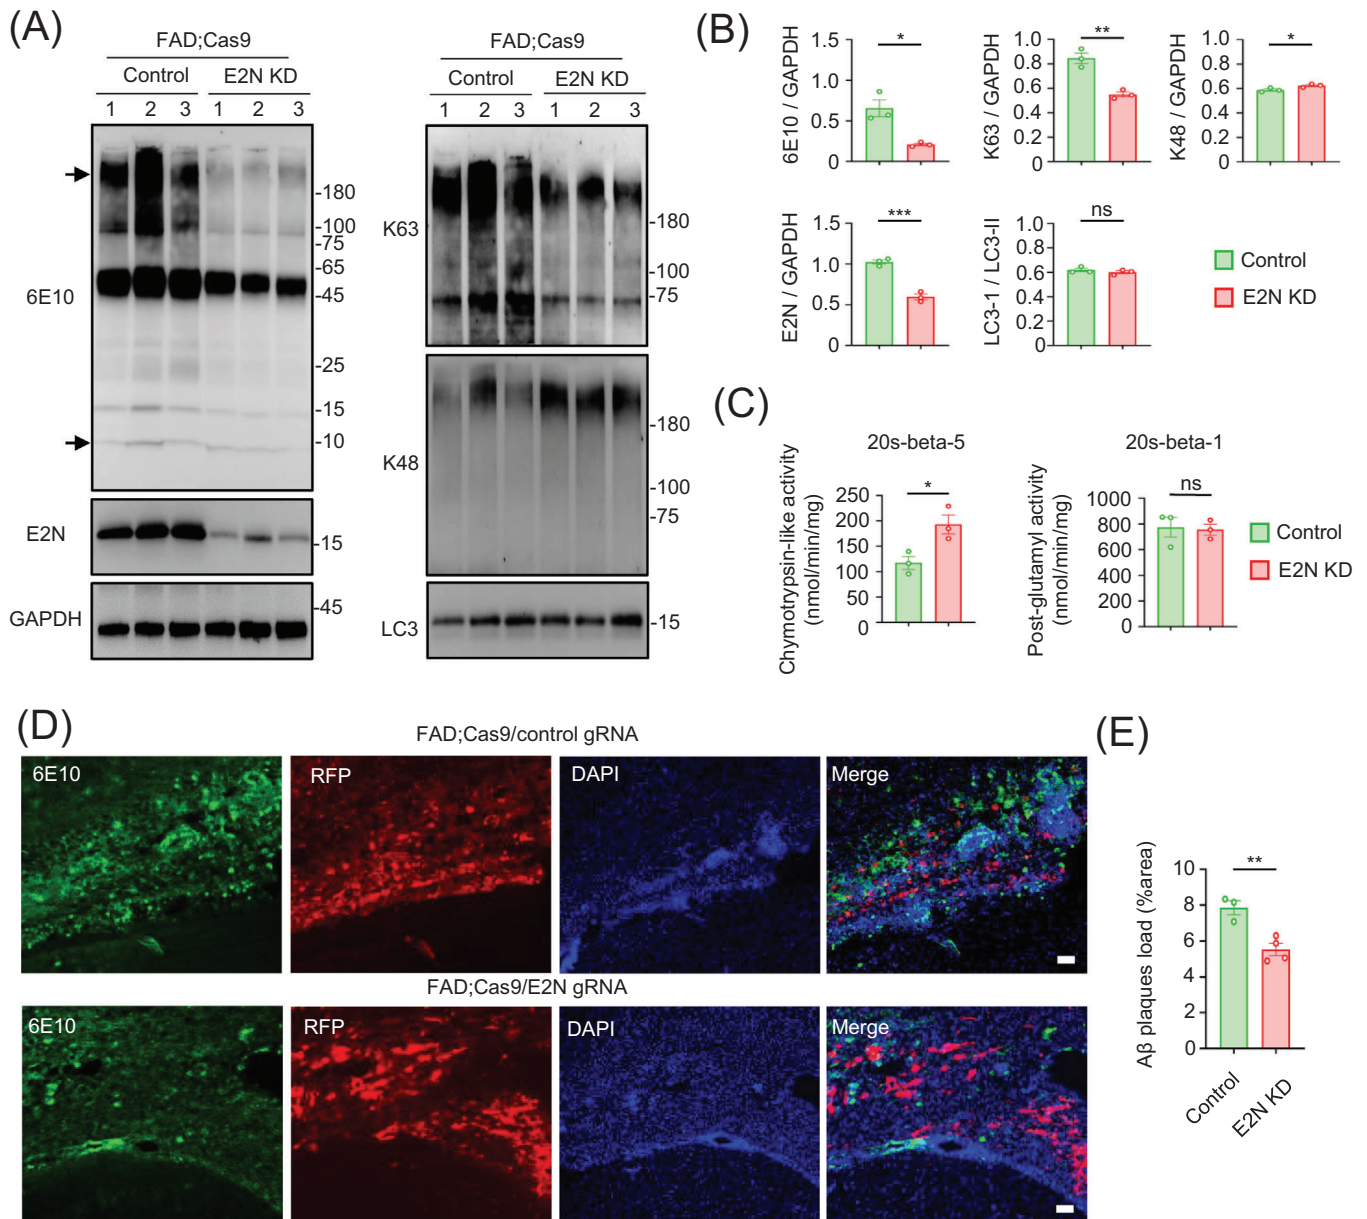 (A)
FAD;Cas9
Control E2N KD
1 2 3 1 2 3
6E10
-180
-100
-75
-65
-45
-25
-15
-10
E2N
-15
GAPDH
-45
FAD;Cas9
Control E2N KD
1 2 3 1 2 3
K63
-180
-100
-75
K48
-180
-100
-75
LC3
-15
(B)
6E10 / GAPDH
1.5
1.0
0.5
0
*
K63 / GAPDH
1.0
0.8
0.6
0.4
0.2
0
**
K48 / GAPDH
1.0
0.8
0.6
0.4
0.2
0
*
E2N / GAPDH
1.5
1.0
0.5
0
***
LC3-1 / LC3-II
1.0
0.8
0.6
0.4
0.2
0
ns
Control
E2N KD
(C)
20s-beta-5
Chymotrypsin-like activity
(nmol/min/mg)
250
200
150
100
50
0
*
20s-beta-1
Post-glutamyl activity
(nmol/min/mg)
1000
800
600
400
200
0
ns
Control
E2N KD
(D)
FAD;Cas9/control gRNA
6E10 RFP DAPI Merge
FAD;Cas9/E2N gRNA
6E10 RFP DAPI Merge
(E)
Aβ plaques load (%area)
10
8
6
4
2
0
**
Control
E2N KD